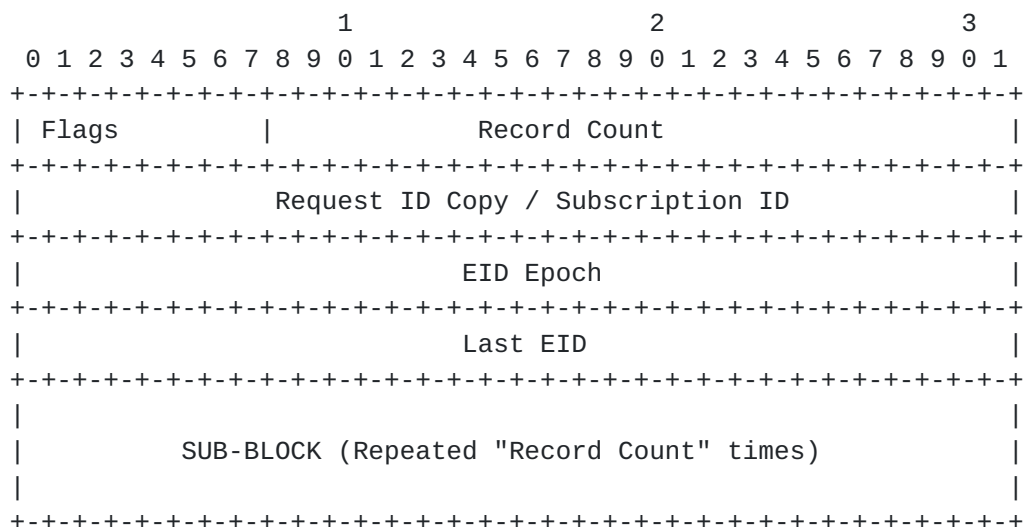 1                   2                   3
 0 1 2 3 4 5 6 7 8 9 0 1 2 3 4 5 6 7 8 9 0 1 2 3 4 5 6 7 8 9 0 1
+-+-+-+-+-+-+-+-+-+-+-+-+-+-+-+-+-+-+-+-+-+-+-+-+-+-+-+-+-+-+-+-+
| Flags         |             Record Count                      |
+-+-+-+-+-+-+-+-+-+-+-+-+-+-+-+-+-+-+-+-+-+-+-+-+-+-+-+-+-+-+-+-+
|                Request ID Copy / Subscription ID              |
+-+-+-+-+-+-+-+-+-+-+-+-+-+-+-+-+-+-+-+-+-+-+-+-+-+-+-+-+-+-+-+-+
|                            EID Epoch                          |
+-+-+-+-+-+-+-+-+-+-+-+-+-+-+-+-+-+-+-+-+-+-+-+-+-+-+-+-+-+-+-+-+
|                            Last EID                           |
+-+-+-+-+-+-+-+-+-+-+-+-+-+-+-+-+-+-+-+-+-+-+-+-+-+-+-+-+-+-+-+-+
|                                                               |
|          SUB-BLOCK (Repeated "Record Count" times)            |
|                                                               |
+-+-+-+-+-+-+-+-+-+-+-+-+-+-+-+-+-+-+-+-+-+-+-+-+-+-+-+-+-+-+-+-+